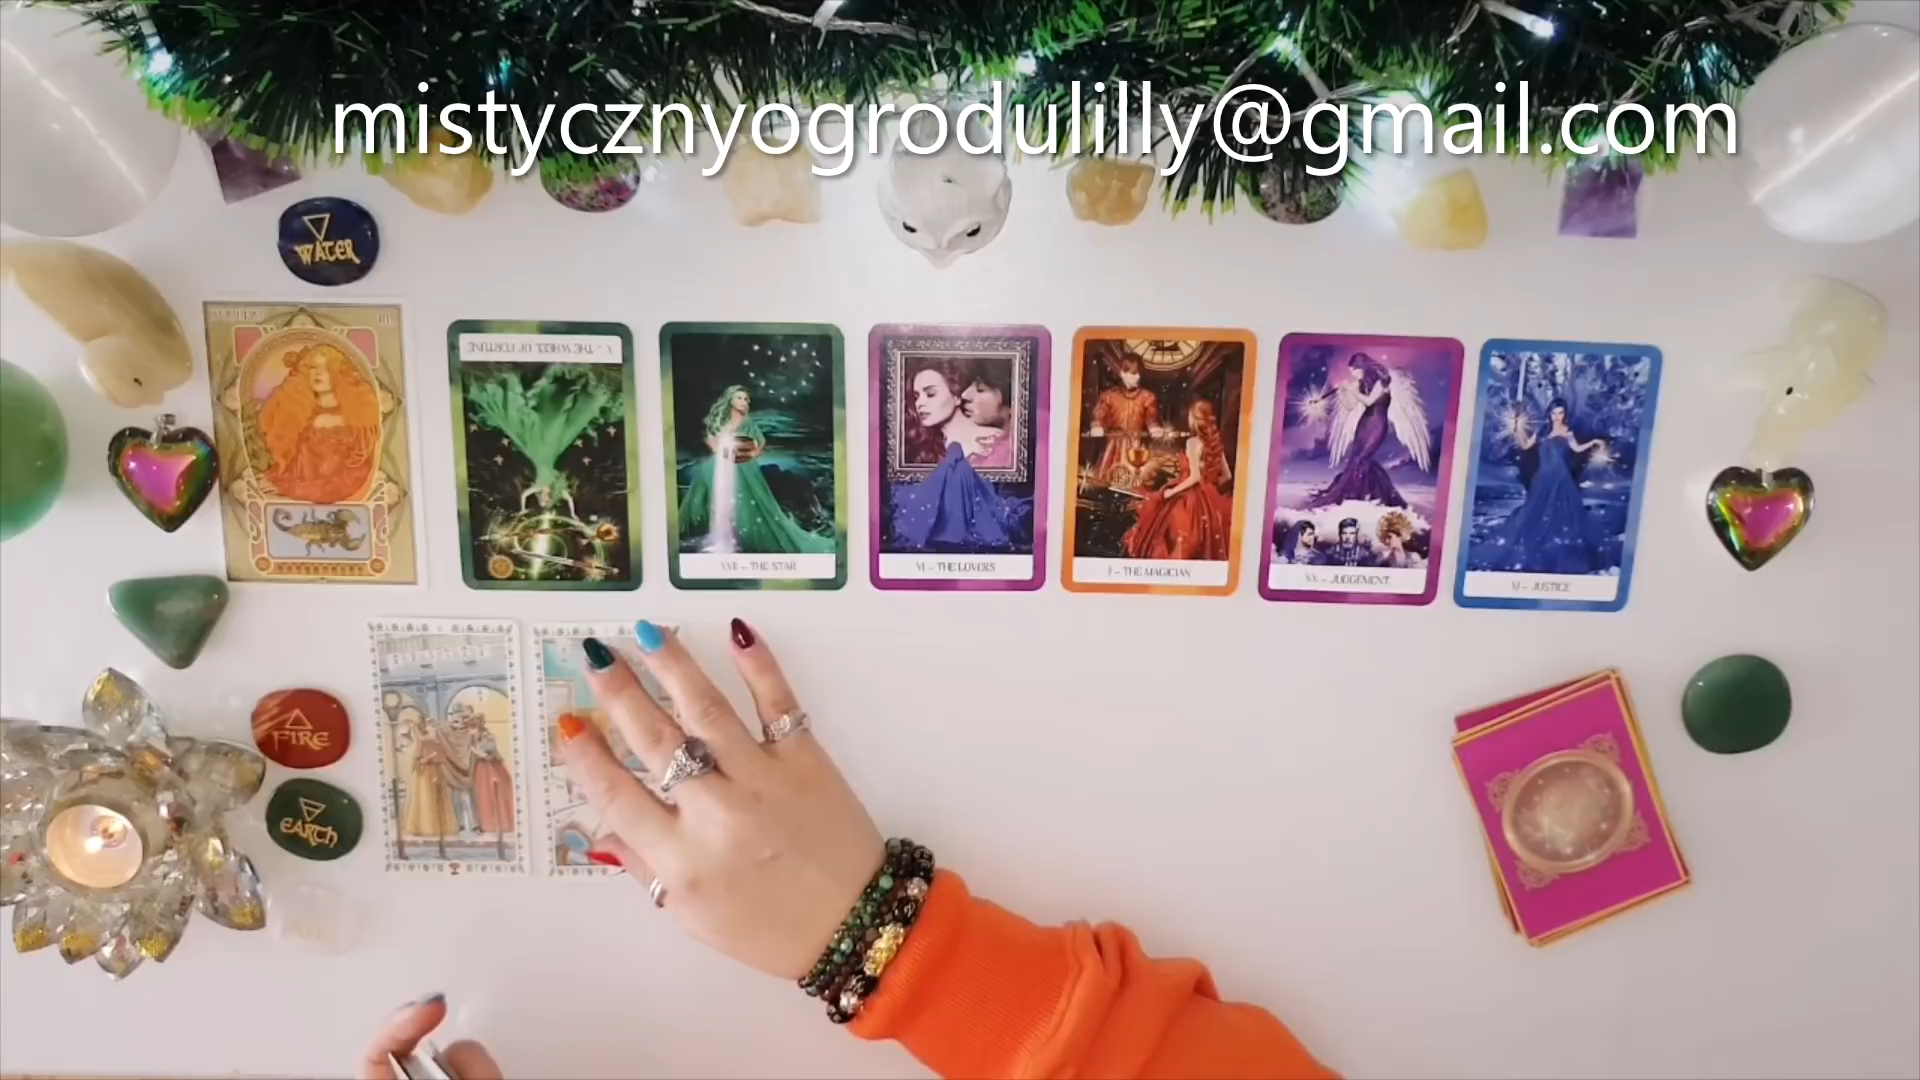 mistycznyogrodulilly@gmail.com
WATER
X - THE WHEEL OF FORTUNE
XVII - THE STAR
VI - THE LOVERS
I - THE MAGICIAN
XX - JUDGEMENT
XI - JUSTICE
FIRE
EARTH